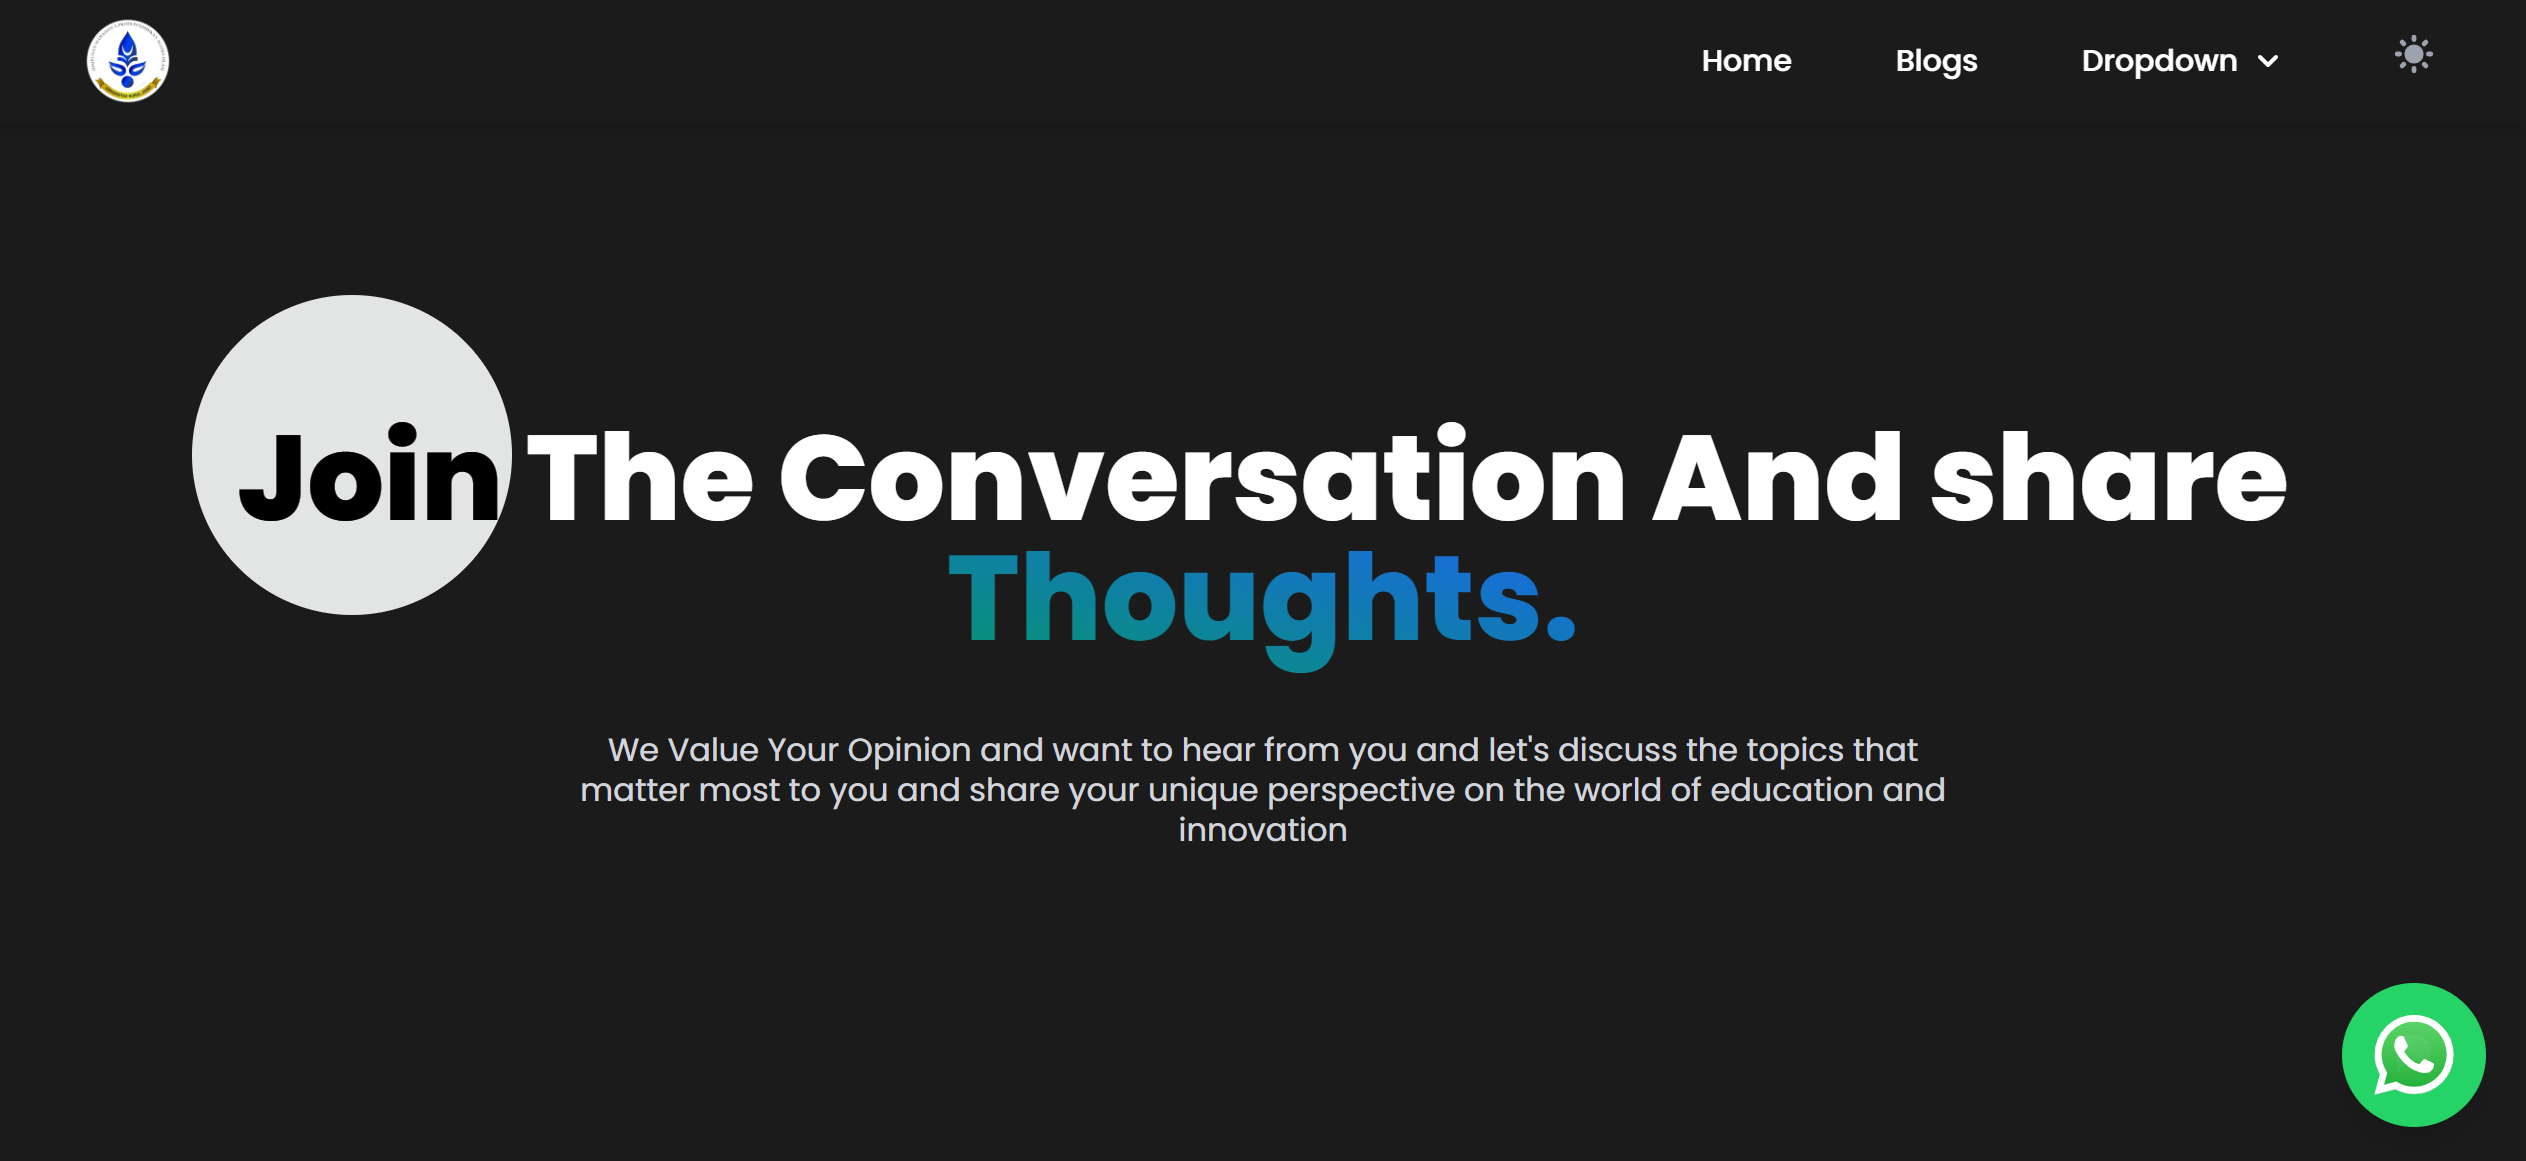 Home
Blogs
Dropdown
Join The Conversation And share
Thoughts.
We Value Your Opinion and want to hear from you and let's discuss the topics that
matter most to you and share your unique perspective on the world of education and
innovation